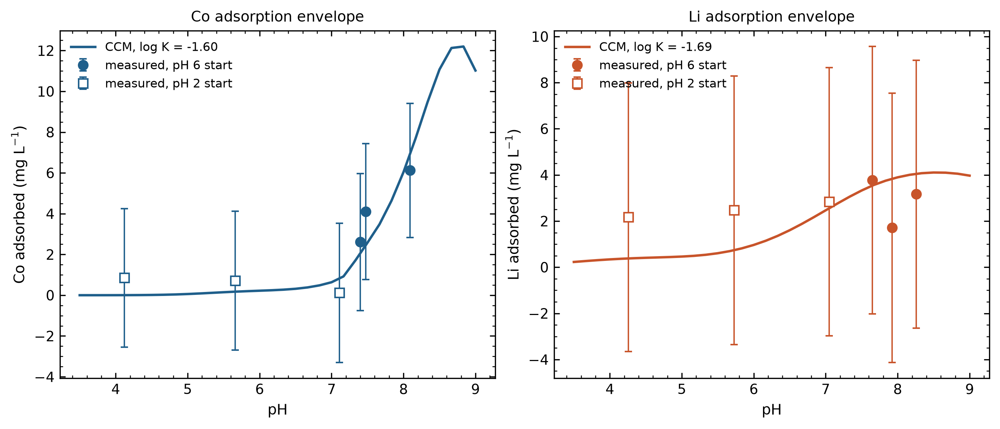 Co adsorption envelope
CCM, log K = -1.60
measured, pH 6 start
measured, pH 2 start
Co adsorbed (mg L⁻¹)
12
10
8
6
4
2
0
−2
−4
4 5 6 7 8 9
pH
Li adsorption envelope
CCM, log K = -1.69
measured, pH 6 start
measured, pH 2 start
Li adsorbed (mg L⁻¹)
10
8
6
4
2
0
−2
−4
4 5 6 7 8 9
pH